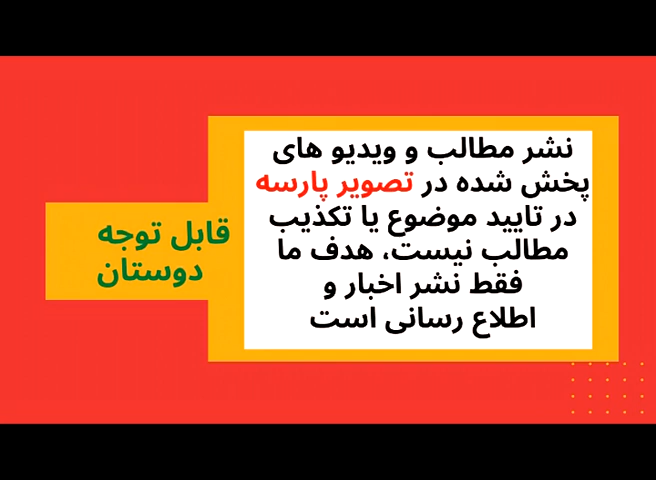 قابل توجه
دوستان
نشر مطالب و ویدیو های
پخش شده در تصویر پارسه
در تایید موضوع یا تکذیب
مطالب نیست، هدف ما
فقط نشر اخبار و
اطلاع رسانی است